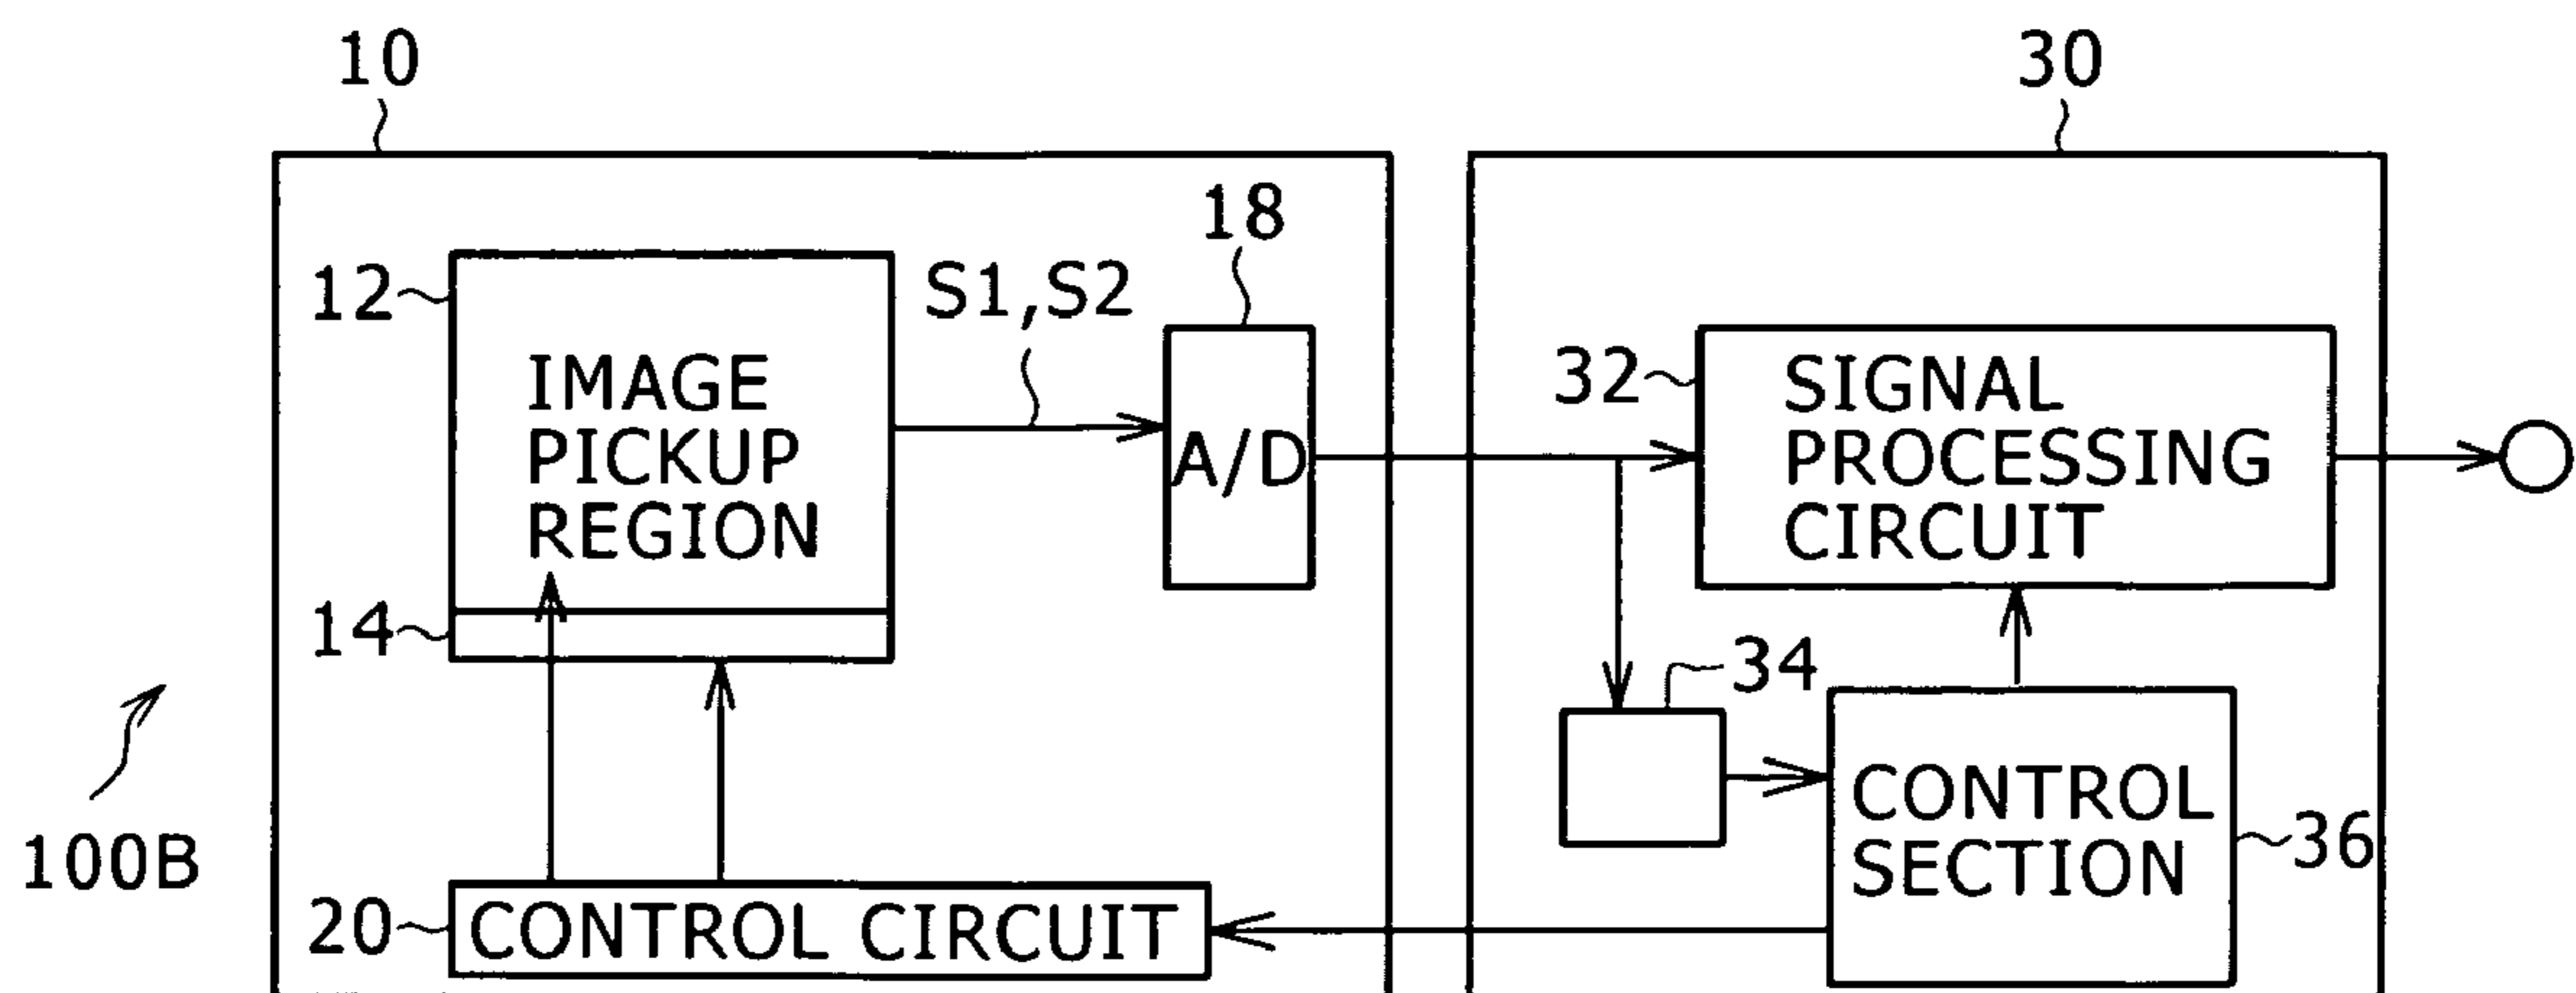 10
30
18
12
S1,S2
IMAGE
PICKUP
REGION
A/D
32
SIGNAL
PROCESSING
CIRCUIT
14
34
100B
CONTROL
SECTION
36
20
CONTROL CIRCUIT